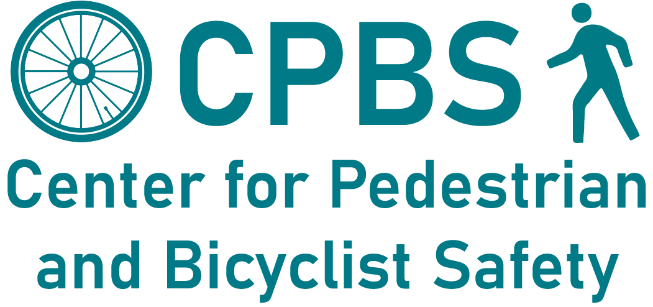 CPBS
Center for Pedestrian
and Bicyclist Safety